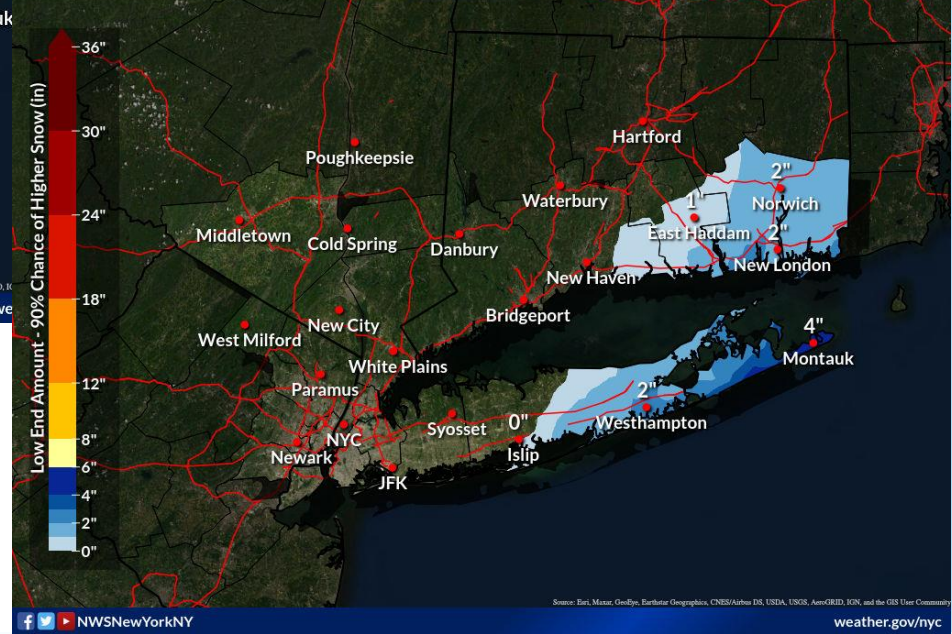 uk
36"
30"
24"
18"
12"
8"
6"
4"
2"
0"
Low End Amount - 90% Chance of Higher Snow (in)
Hartford
Poughkeepsie
2"
Waterbury
1"
Norwich
Middletown
Cold Spring
Danbury
East Haddam
2"
New Haven
New London
Bridgeport
New City
4"
West Milford
White Plains
Montauk
Paramus
2"
NYC
Syosset
0"
Westhampton
Newark
Islip
JFK
we
Source: Esri, Maxar, GeoEye, Earthstar Geographics, CNES/Airbus DS, USDA, USGS, AeroGRID, IGN, and the GIS User Community
NWSNewYorkNY
weather.gov/nyc